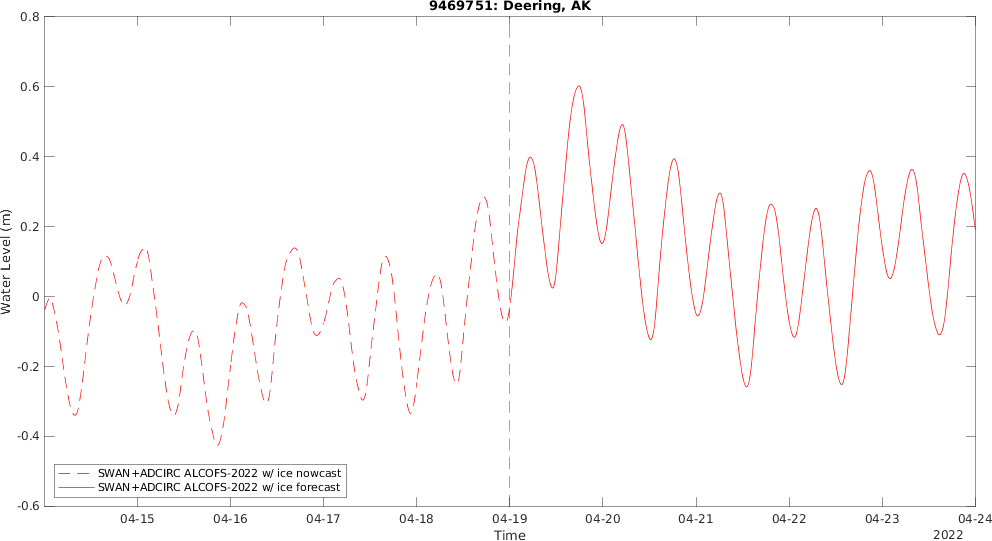 9469751: Deering, AK
Water Level (m)
0.8
0.6
0.4
0.2
0
-0.2
-0.4
-0.6
SWAN+ADCIRC ALCOFS-2022 w/ ice nowcast
SWAN+ADCIRC ALCOFS-2022 w/ ice forecast
04-15 04-16 04-17 04-18 04-19 04-20 04-21 04-22 04-23 04-24
Time
2022